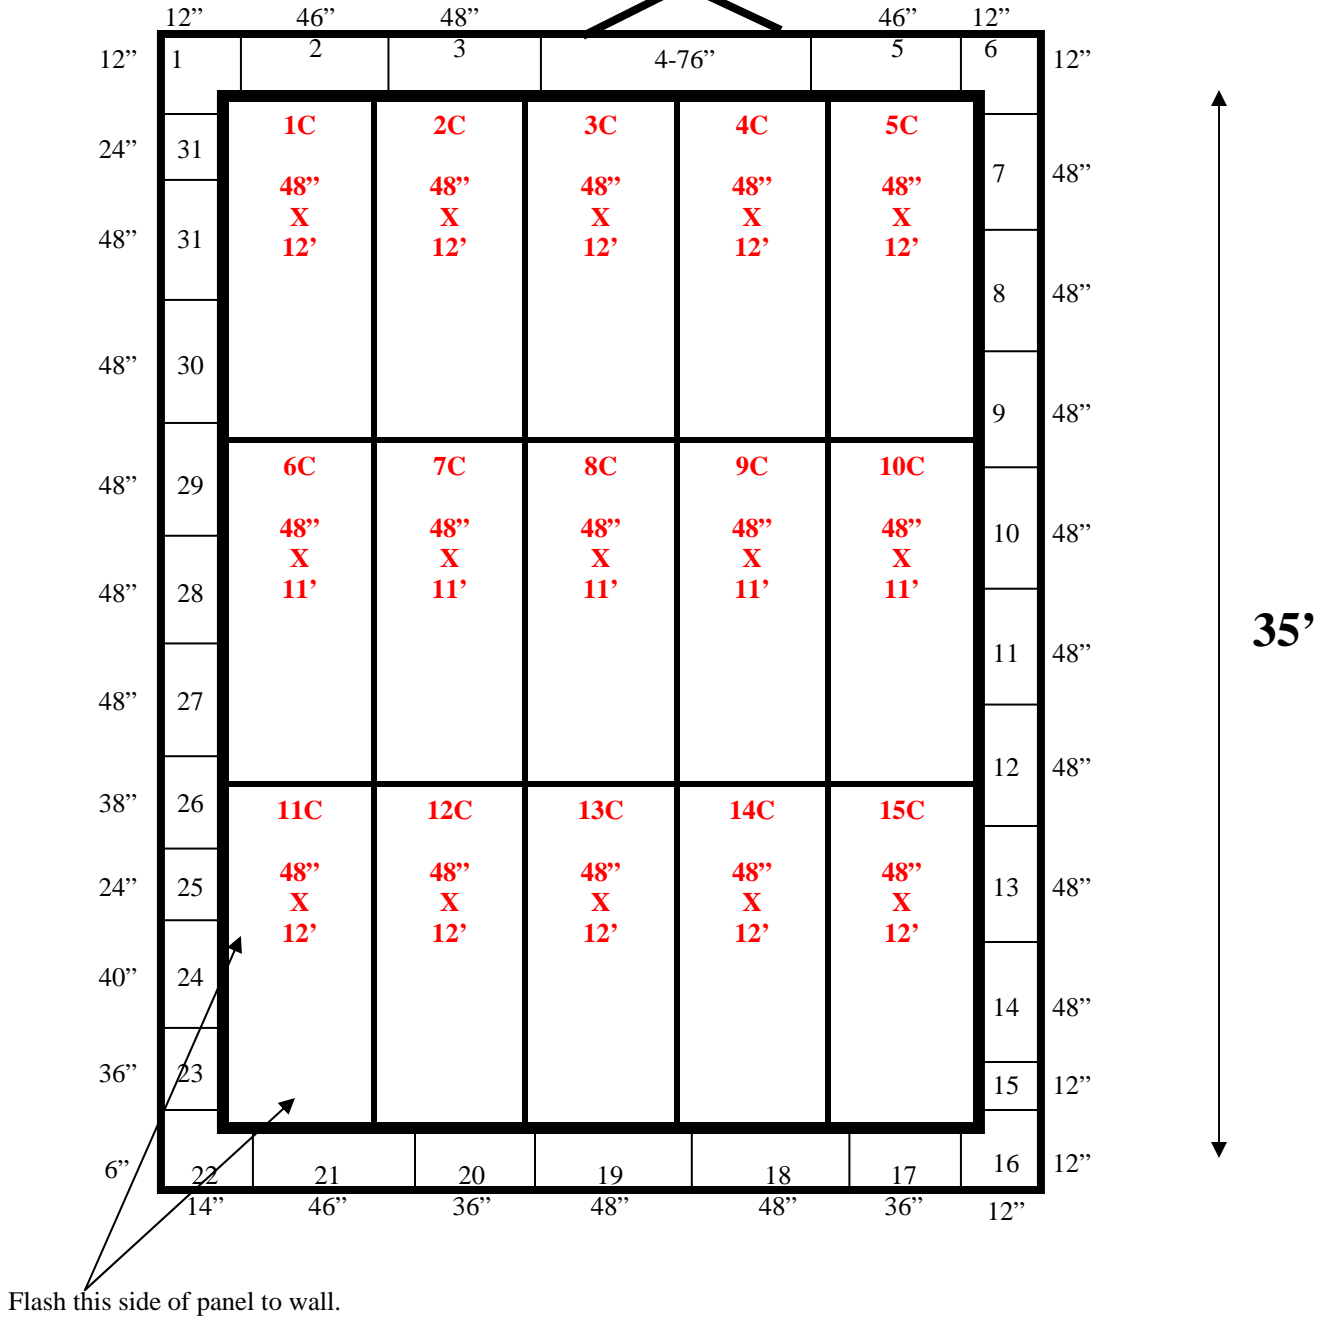 12” 46” 48” 46” 12”
12” 1 2 3 4-76” 5 6 12”
1C 2C 3C 4C 5C
24” 31 7 48”
48” 48” 48” 48” 48”
X X X X X
48” 31 12’ 12’ 12’ 12’ 12’
8 48”
48” 30
9 48”
6C 7C 8C 9C 10C
48” 29
48” 48” 48” 48” 48”
10 48”
X X X X X
48” 28 11’ 11’ 11’ 11’ 11’
35’
11 48”
48” 27
12 48”
38” 26 11C 12C 13C 14C 15C
48” 48” 48” 48” 48”
24” 25 13 48”
X X X X X
12’ 12’ 12’ 12’ 12’
40” 24
14 48”
36” 23
15 12”
6” 22 21 20 19 18 17 16 12”
14” 46” 36” 48” 48” 36” 12”
Flash this side of panel to wall.